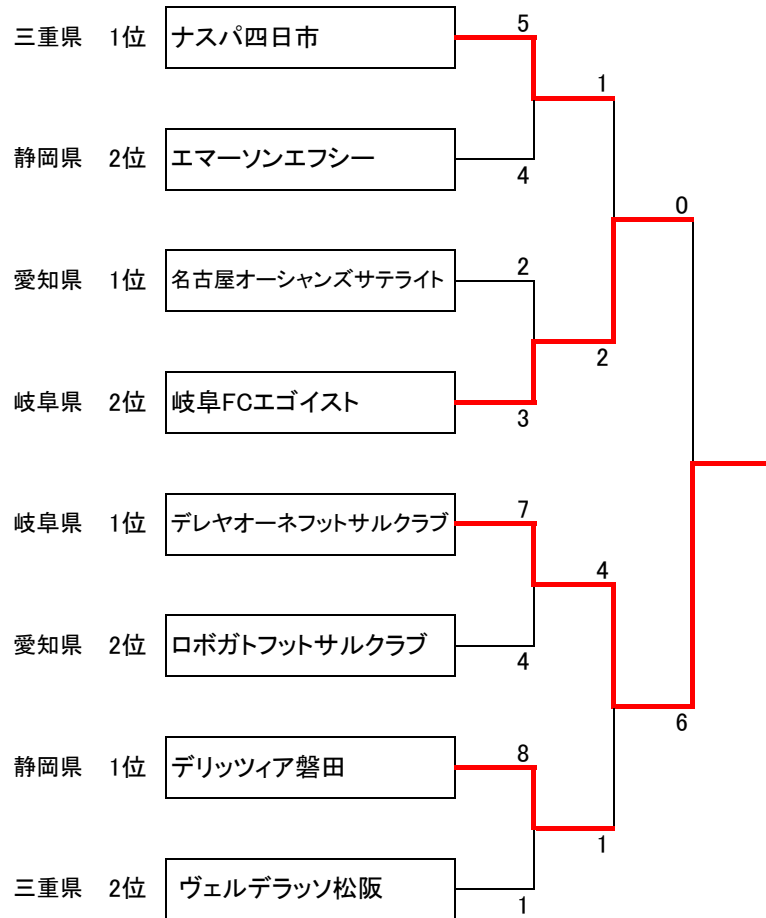 三重県 1位 ナスパ四日市 5
1
静岡県 2位 エマーソンエフシー 4
0
愛知県 1位 名古屋オーシャンズサテライト 2
2
岐阜県 2位 岐阜FCエゴイスト 3
岐阜県 1位 デレヤオーネフットサルクラブ 7
4
愛知県 2位 ロボガトフットサルクラブ 4
6
静岡県 1位 デリッツィア磐田 8
1
三重県 2位 ヴェルデラッソ松阪 1